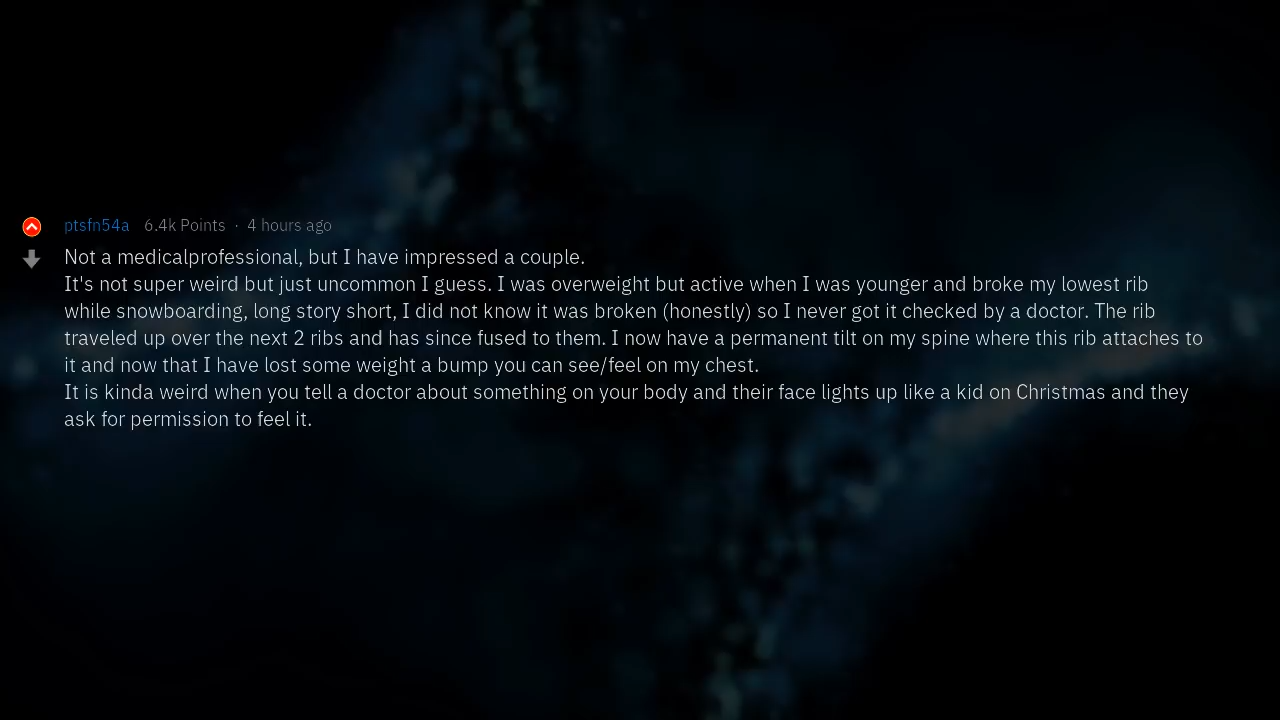 ptsfn54a 6.4k Points · 4 hours ago
Not a medicalprofessional, but I have impressed a couple.
It's not super weird but just uncommon I guess. I was overweight but active when I was younger and broke my lowest rib
while snowboarding, long story short, I did not know it was broken (honestly) so I never got it checked by a doctor. The rib
traveled up over the next 2 ribs and has since fused to them. I now have a permanent tilt on my spine where this rib attaches to
it and now that I have lost some weight a bump you can see/feel on my chest.
It is kinda weird when you tell a doctor about something on your body and their face lights up like a kid on Christmas and they
ask for permission to feel it.